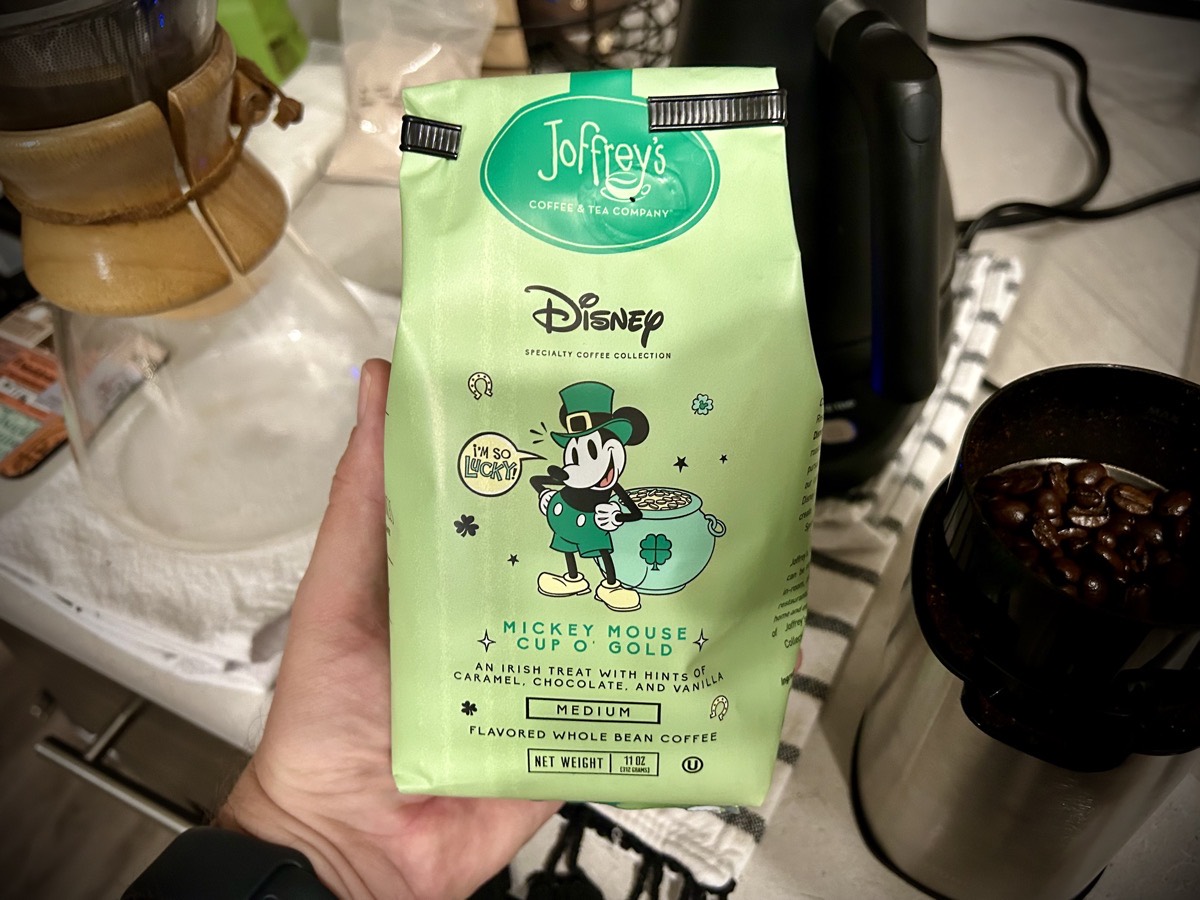 Joffrey's
COFFEE & TEA COMPANY
Disney
SPECIALTY COFFEE COLLECTION
I'M SO
LUCKY!
MICKEY MOUSE
CUP O' GOLD
AN IRISH TREAT WITH HINTS OF
CARAMEL, CHOCOLATE, AND VANILLA
MEDIUM
FLAVORED WHOLE BEAN COFFEE
NET WEIGHT 11 OZ
(312 GRAMS)
U